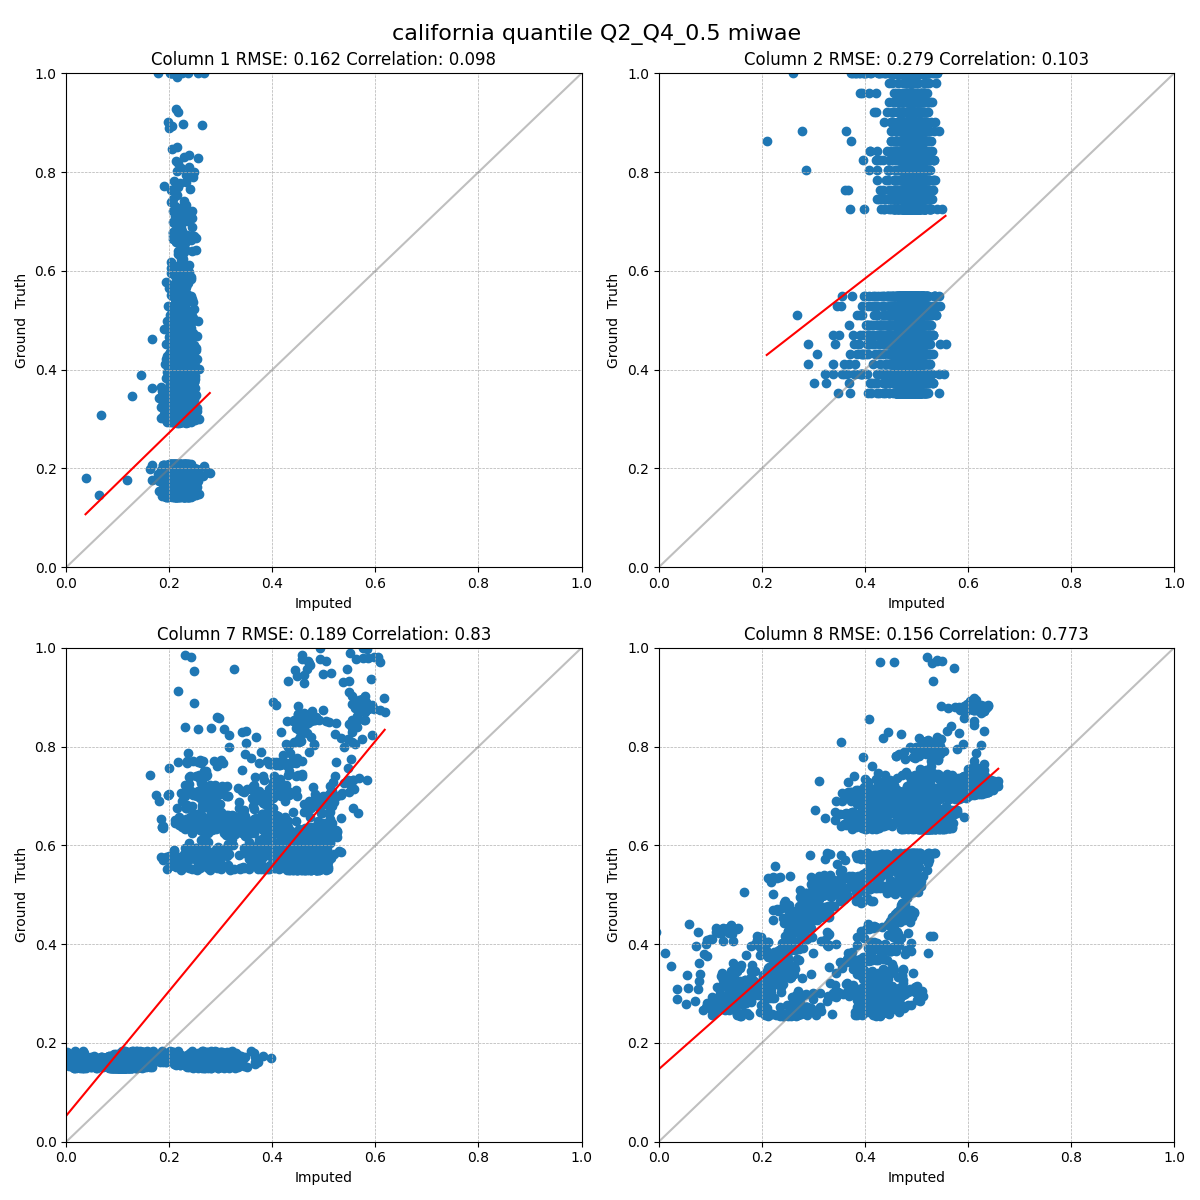 california quantile Q2_Q4_0.5 miwae
Column 1 RMSE: 0.162 Correlation: 0.098
1.0
0.8
0.6
0.4
0.2
0.0
Ground Truth
0.0 0.2 0.4 0.6 0.8 1.0
Imputed
Column 2 RMSE: 0.279 Correlation: 0.103
1.0
0.8
0.6
0.4
0.2
0.0
Ground Truth
0.0 0.2 0.4 0.6 0.8 1.0
Imputed
Column 7 RMSE: 0.189 Correlation: 0.83
1.0
0.8
0.6
0.4
0.2
0.0
Ground Truth
0.0 0.2 0.4 0.6 0.8 1.0
Imputed
Column 8 RMSE: 0.156 Correlation: 0.773
1.0
0.8
0.6
0.4
0.2
0.0
Ground Truth
0.0 0.2 0.4 0.6 0.8 1.0
Imputed